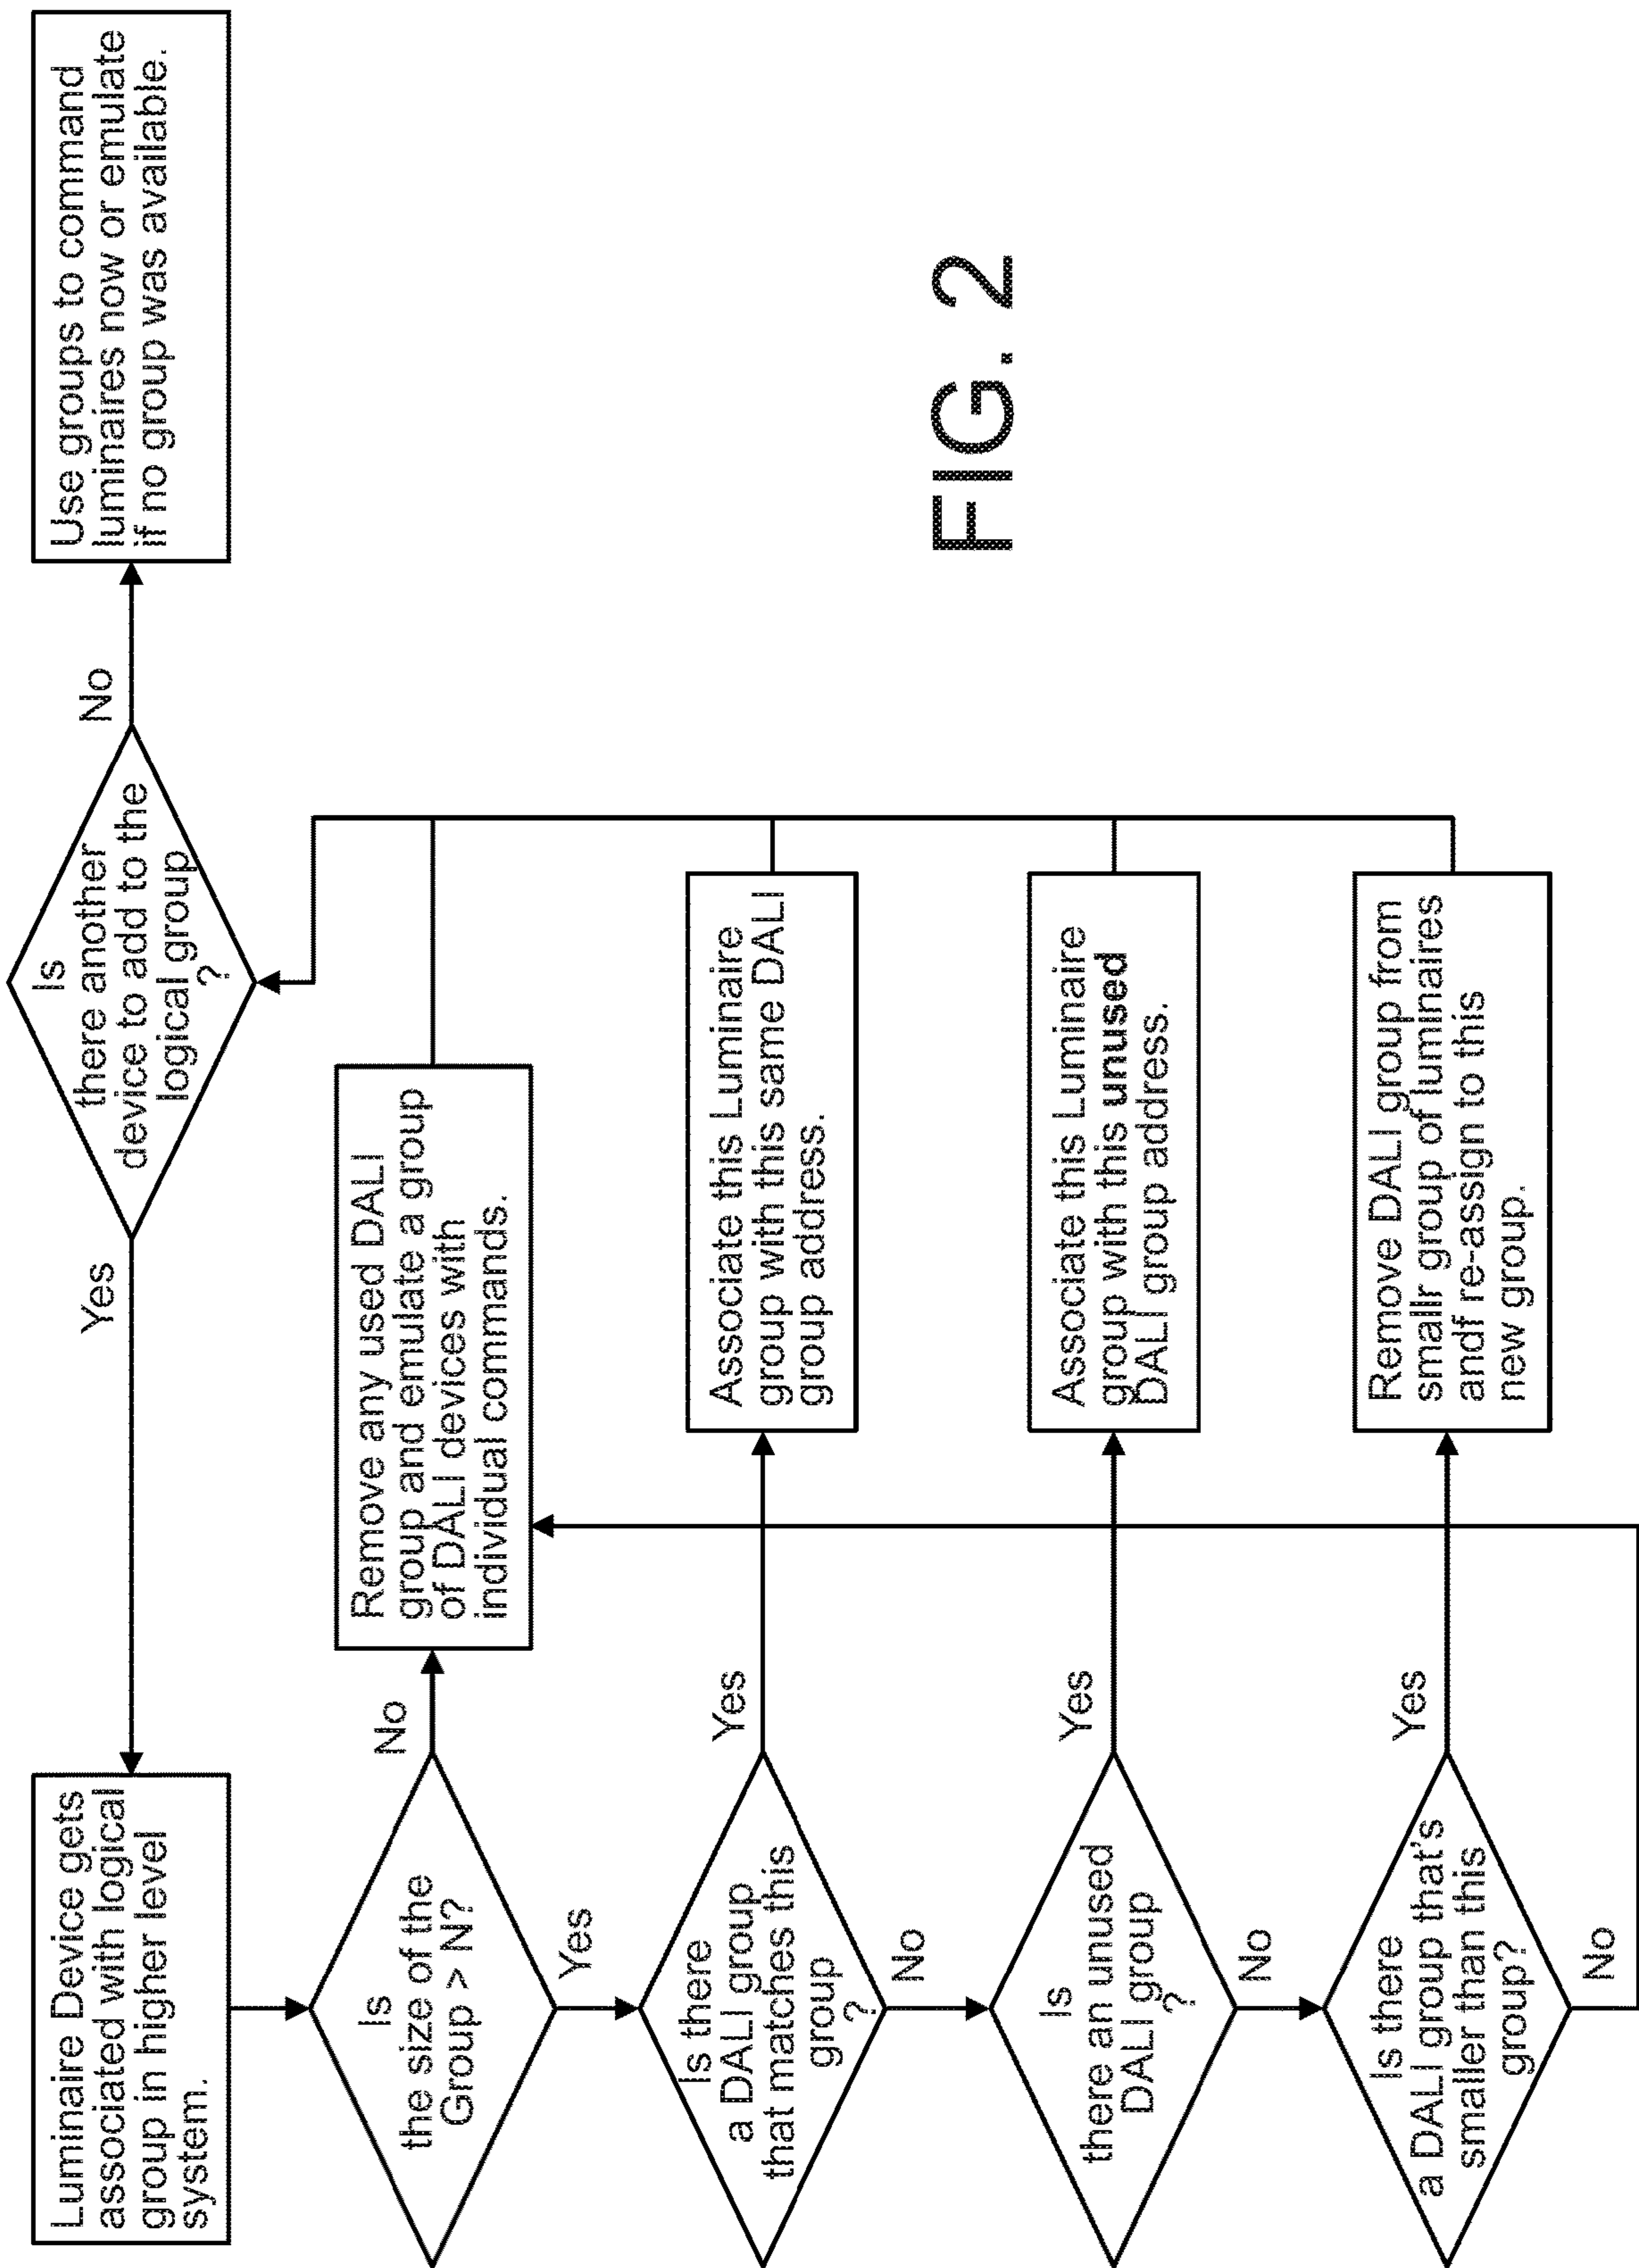 Luminaire Device gets
associated with logical
group in higher level
system.
Yes
Is
there another
device to add to the
logical group
?
No
Use groups to command
luminaires now or emulate
if no group was available.
Is
the size of the
Group > N?
No
Remove any used DALI
group and emulate a group
of DALI devices with
individual commands.
Yes
Is there
a DALI group
that matches this
group
?
Yes
Associate this Luminaire
group with this same DALI
group address.
No
Is
there an unused
DALI group
?
Yes
Associate this Luminaire
group with this unused
DALI group address.
No
Is there
a DALI group that's
smaller than this
group?
Yes
Remove DALI group from
smallr group of luminaires
andf re-assign to this
new group.
No
FIG. 2